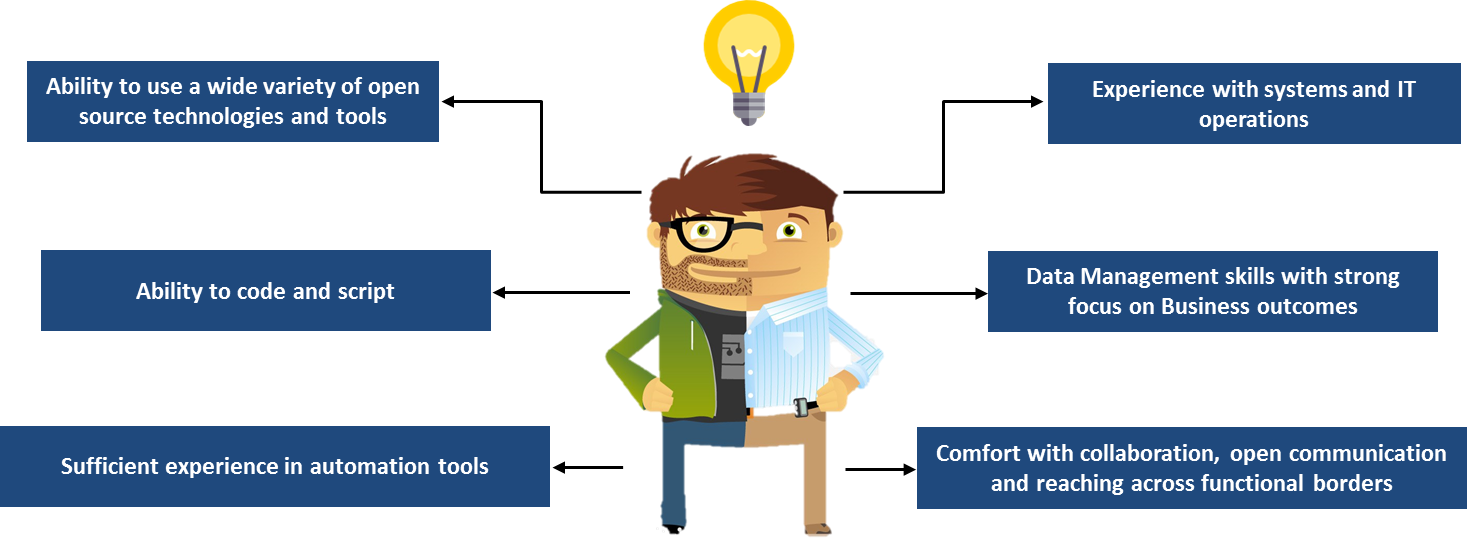 Ability to use a wide variety of open
source technologies and tools
Experience with systems and IT
operations
Ability to code and script
Data Management skills with strong
focus on Business outcomes
Sufficient experience in automation tools
Comfort with collaboration, open communication
and reaching across functional borders